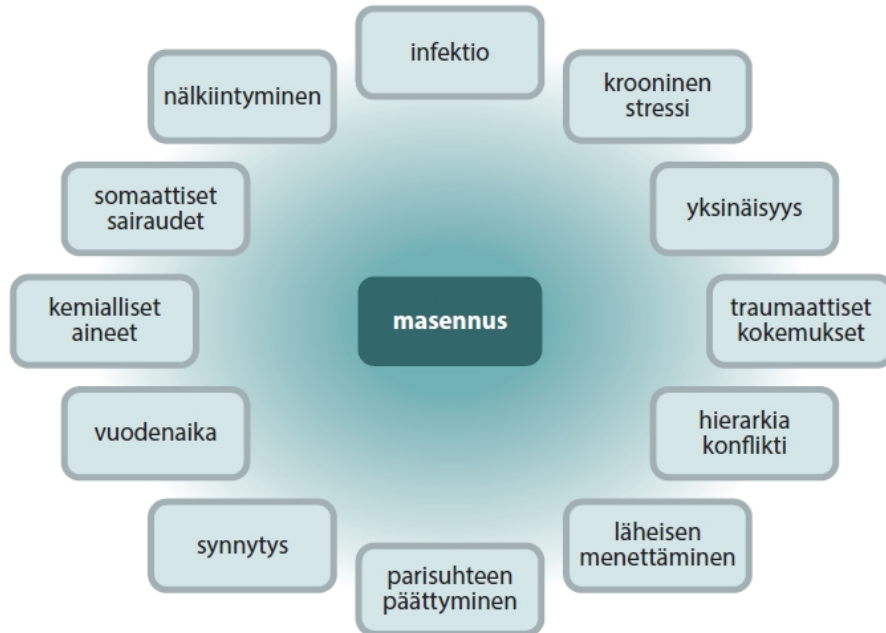 infektio
krooninen
stressi
yksinäisyys
traumaattiset
kokemukset
hierarkia
konflikti
läheisen
menettäminen
parisuhteen
päättyminen
synnytys
vuodenaika
kemialliset
aineet
somaattiset
sairaudet
nälkiintyminen
masennus